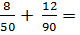 8/50 + 12/90 =